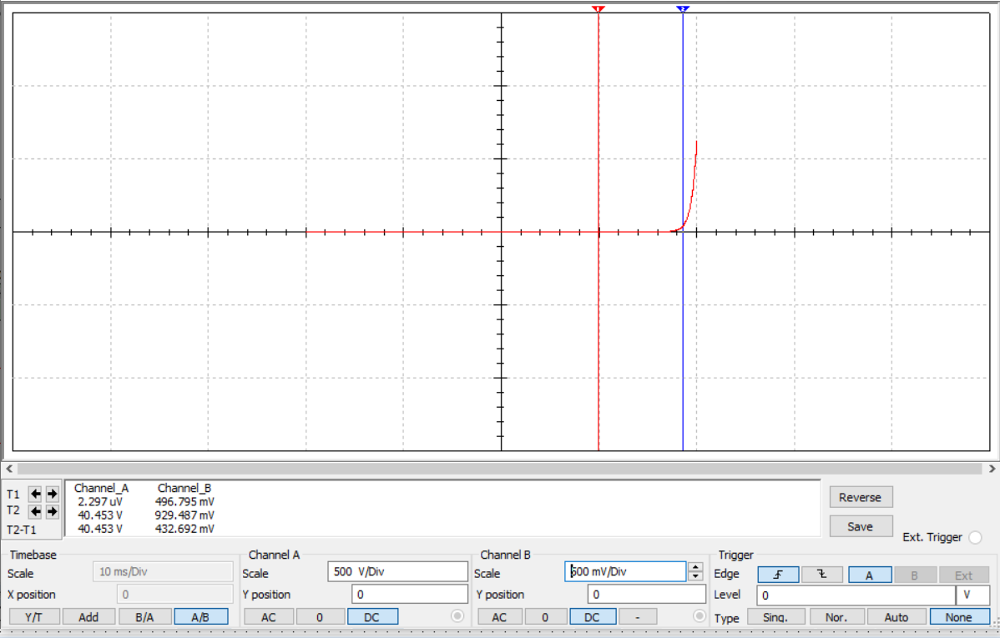 1 2
Channel_A Channel_B
T1 2.297 uV 496.795 mV
T2 40.453 V 929.487 mV
T2-T1 40.453 V 432.692 mV
Reverse
Save
Ext. Trigger
Timebase Channel A Channel B Trigger
Scale 10 ms/Div Scale 500 V/Div Scale 500 mV/Div Edge A B Ext
X position 0 Y position 0 Y position 0 Level 0 V
Y/T Add B/A A/B AC 0 DC AC 0 DC - Type Sing. Nor. Auto None